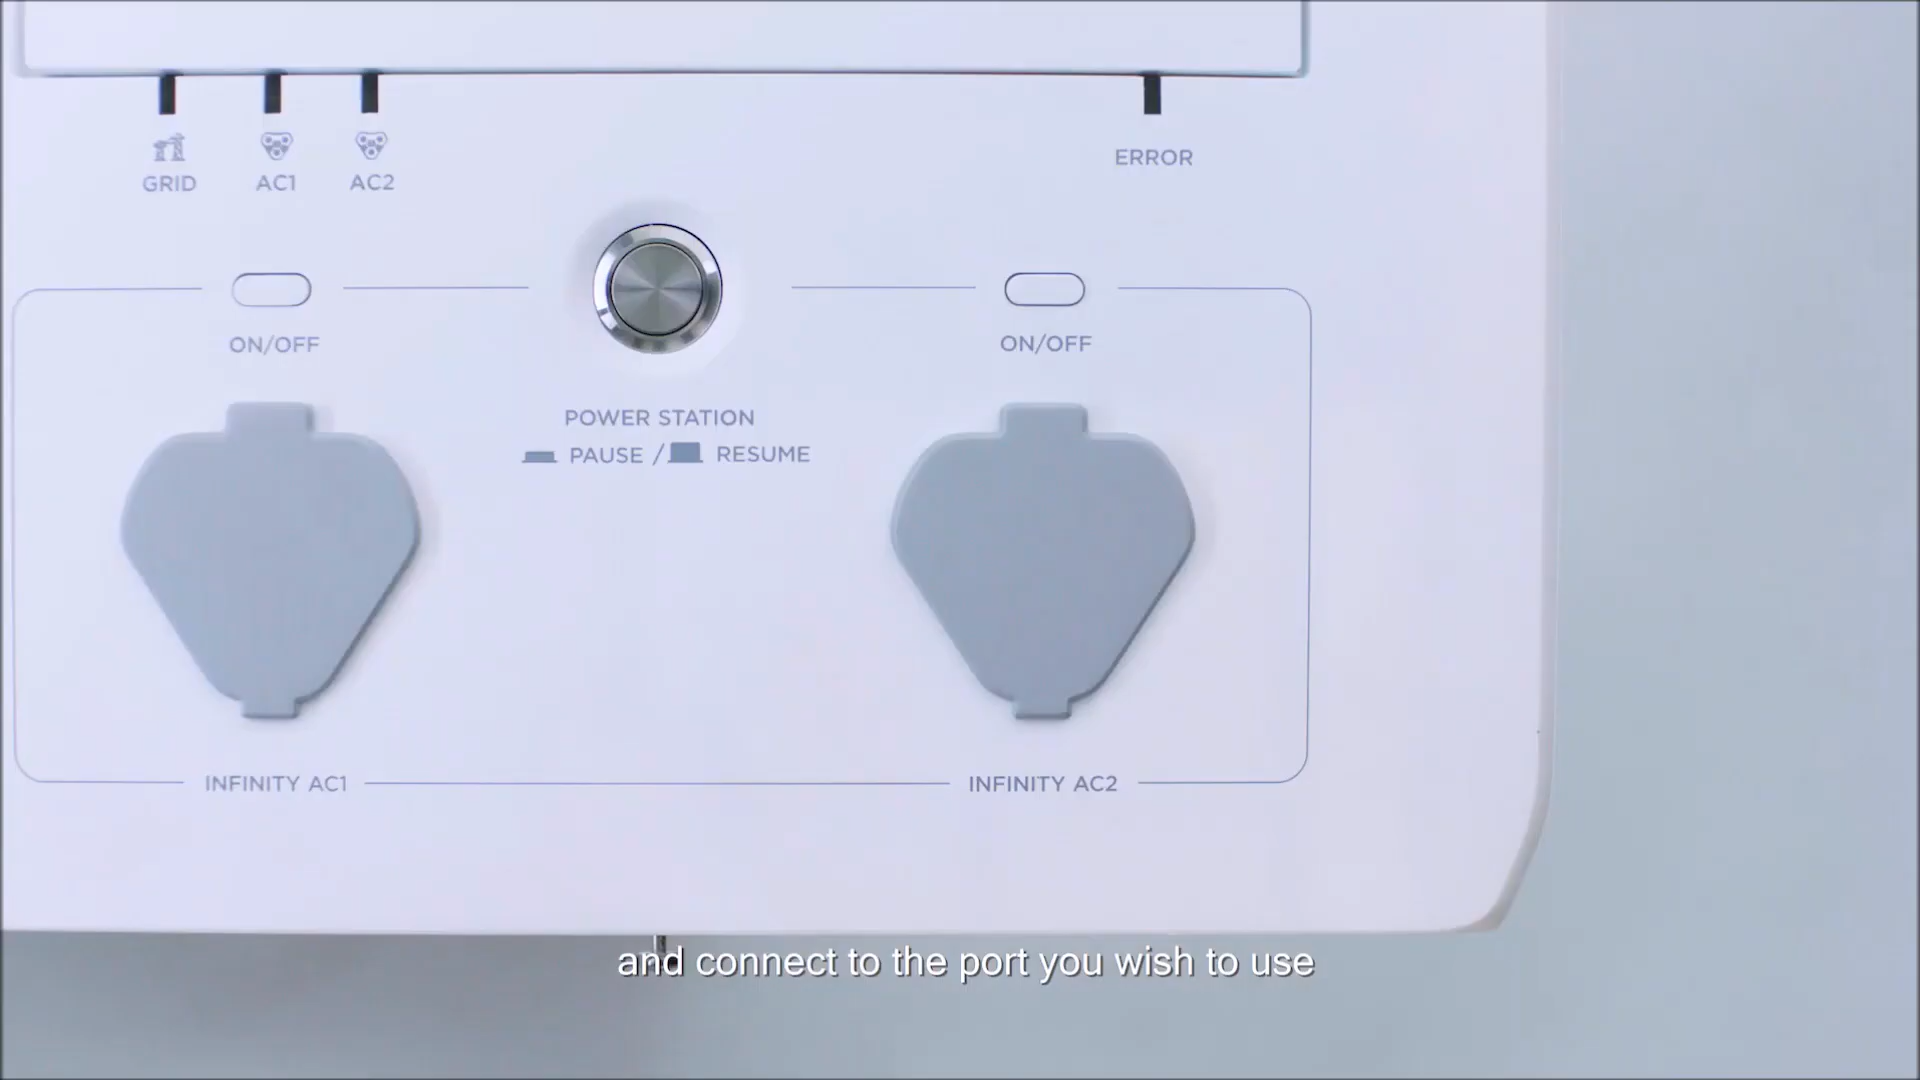 GRID
AC1
AC2
ERROR
ON/OFF
ON/OFF
POWER STATION
PAUSE / RESUME
INFINITY AC1
INFINITY AC2
and connect to the port you wish to use